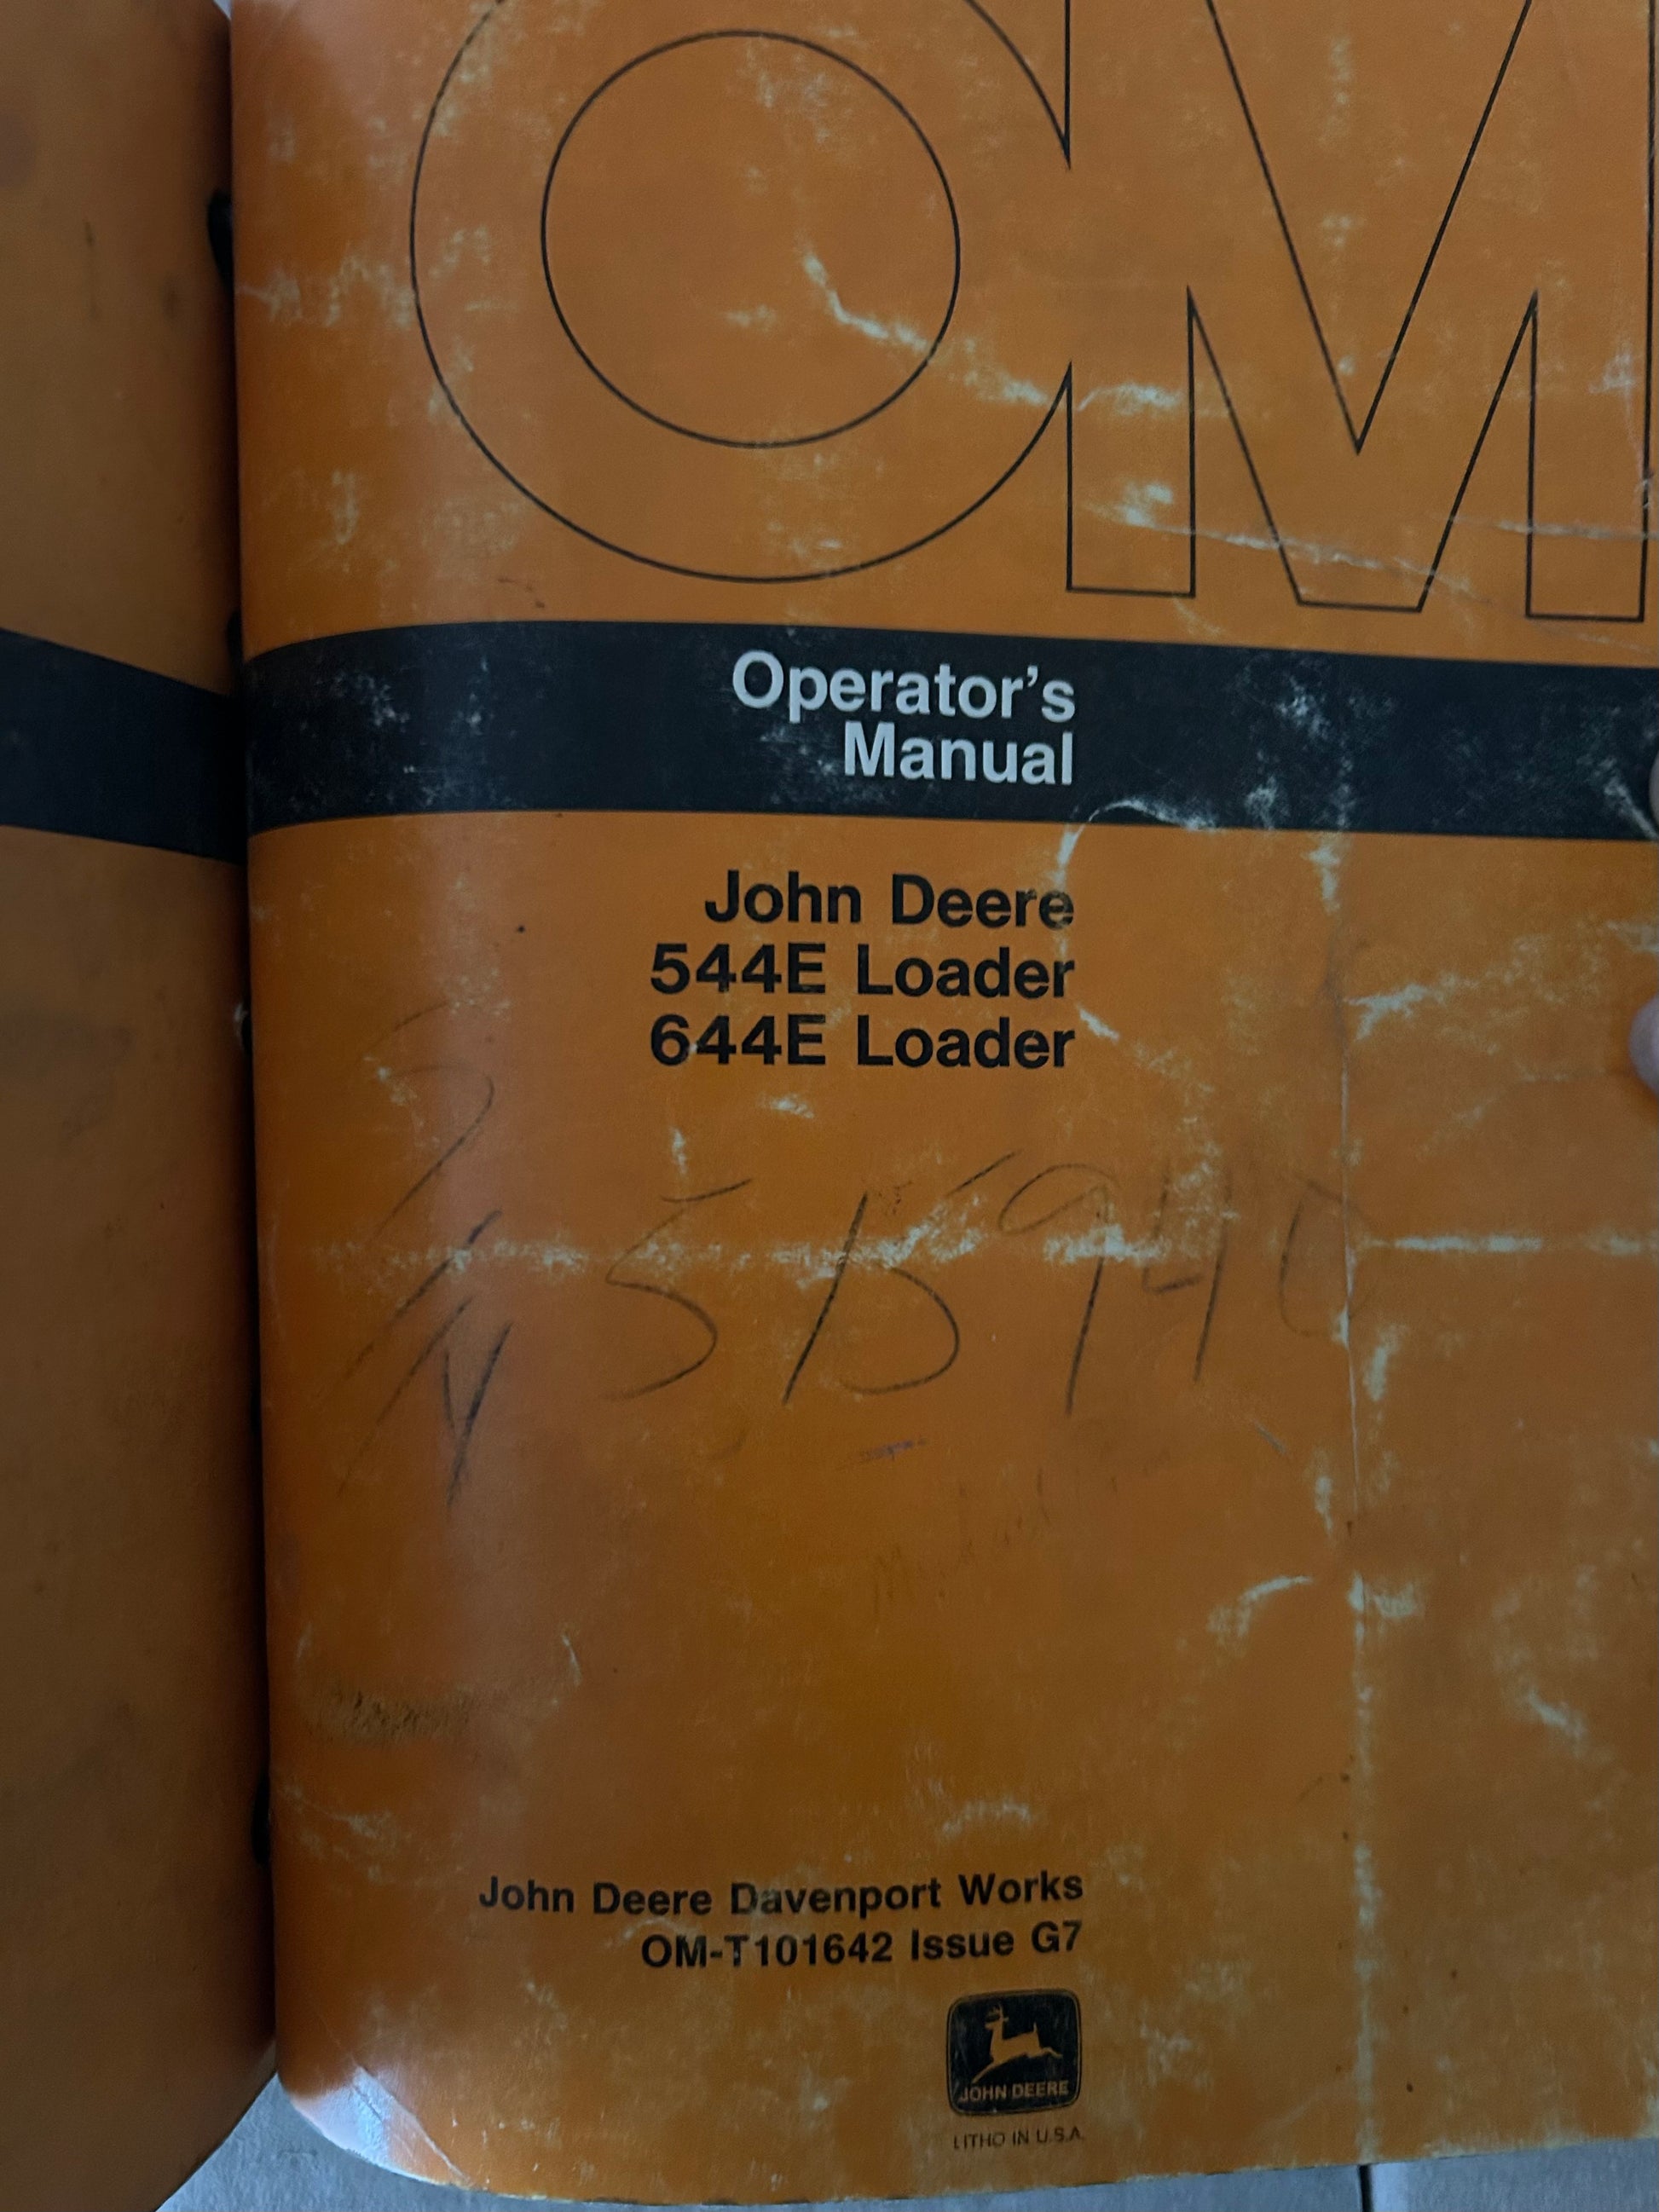 OM
Operator's
Manual
John Deere
544E Loader
644E Loader
515940
John Deere Davenport Works
OM-T101642 Issue G7
JOHN DEERE
LITHO IN U.S.A.